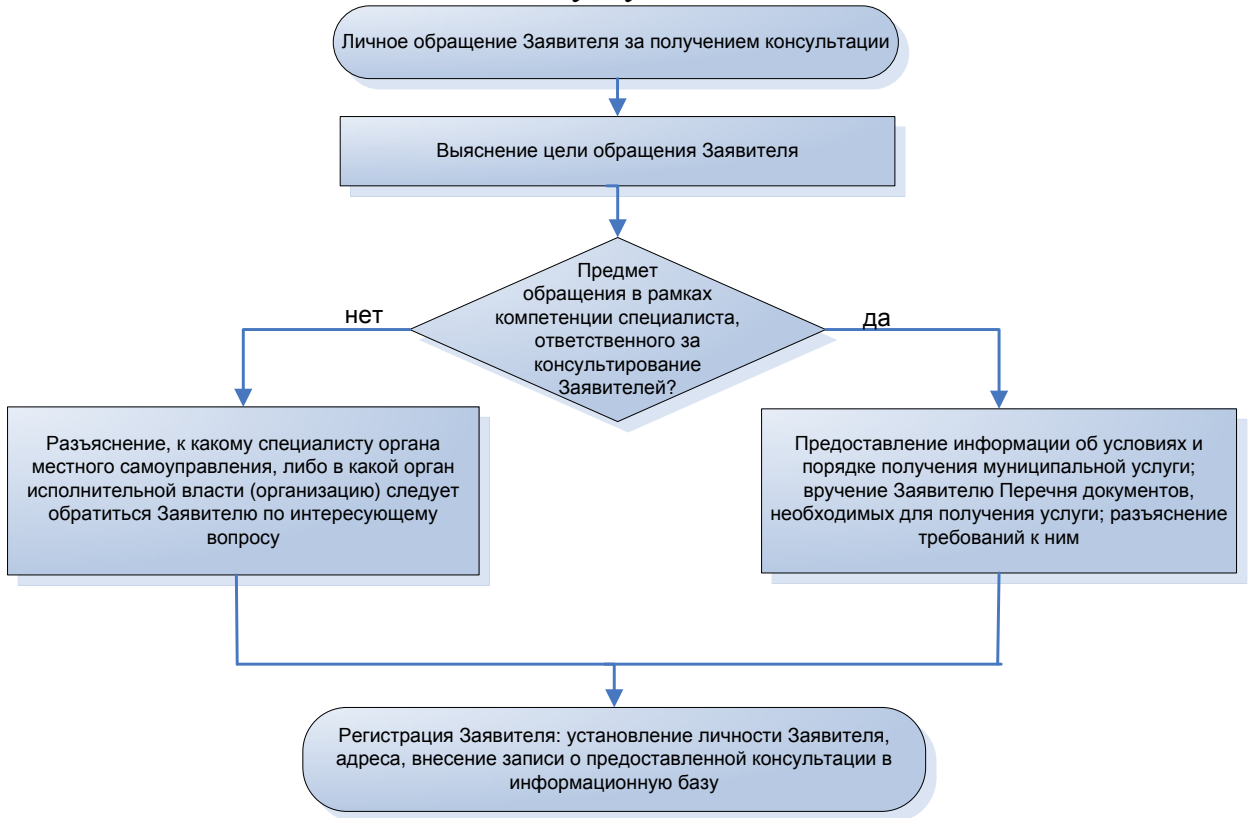 Личное обращение Заявителя за получением консультации
Выяснение цели обращения Заявителя
Предмет
обращения в рамках
компетенции специалиста,
ответственного за
консультирование
Заявителей?
нет
да
Разъяснение, к какому специалисту органа
местного самоуправления, либо в какой орган
исполнительной власти (организацию) следует
обратиться Заявителю по интересующему
вопросу
Предоставление информации об условиях и
порядке получения муниципальной услуги;
вручение Заявителю Перечня документов,
необходимых для получения услуги; разъяснение
требований к ним
Регистрация Заявителя: установление личности Заявителя,
адреса, внесение записи о предоставленной консультации в
информационную базу